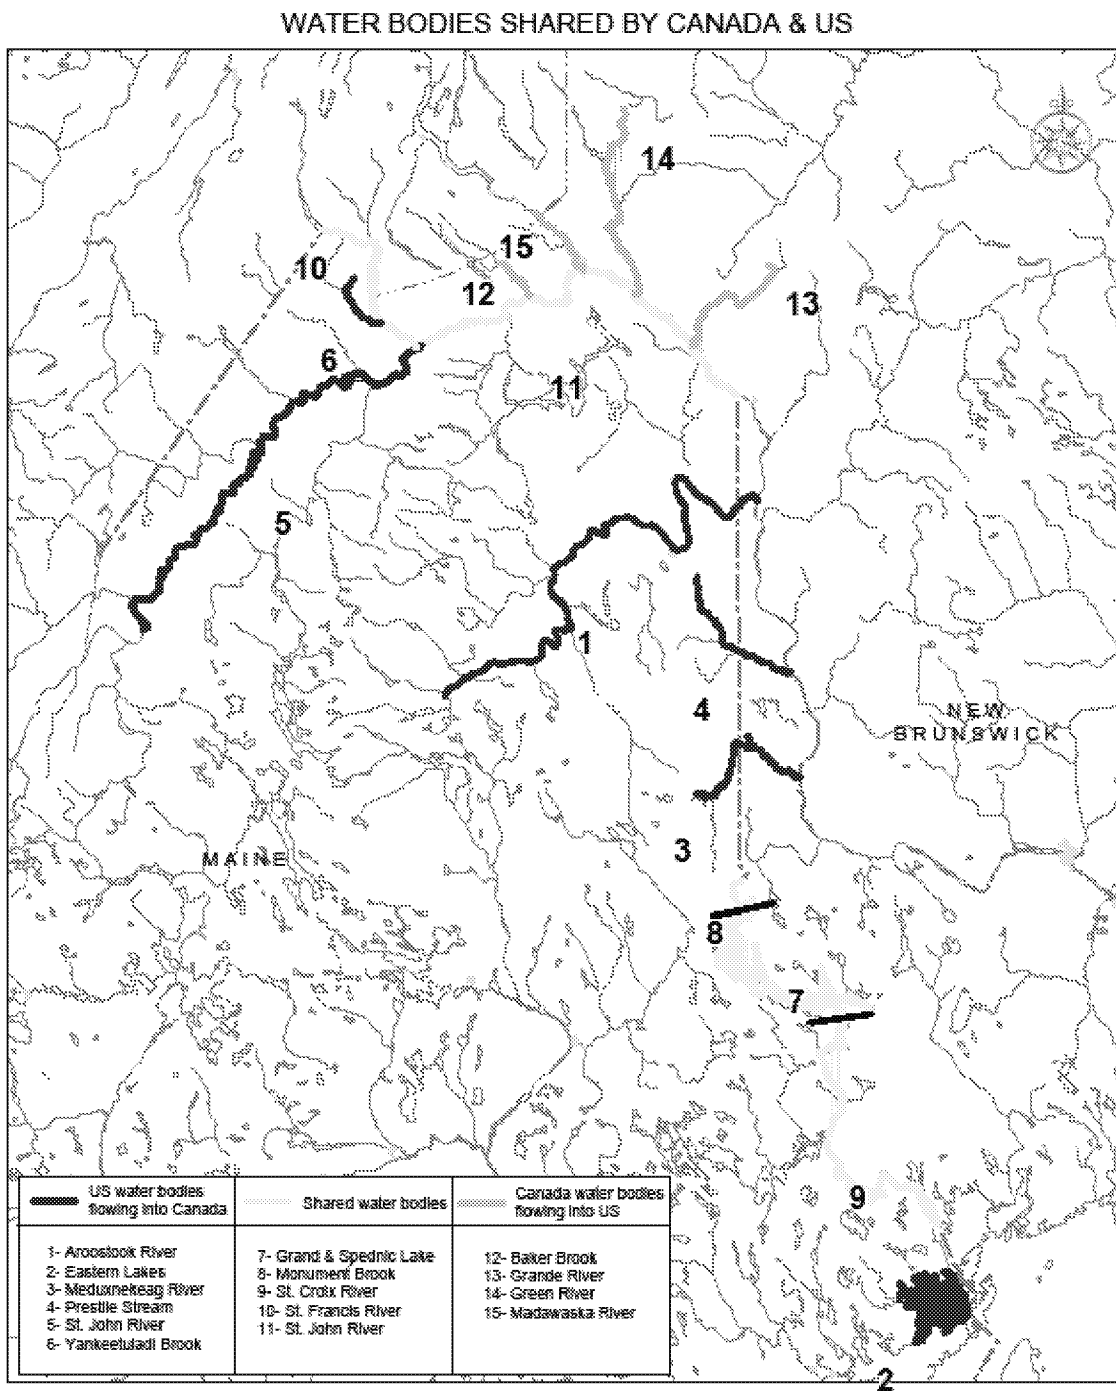 WATER BODIES SHARED BY CANADA & US
14
15
10
12
13
6
11
5
1
4
NEW
BRUNSWICK
3
MAINE
8
7
9
2
US water bodies
flowing into Canada
1- Aroostook River
2- Eastern Lakes
3- Meduxnekeag River
4- Prestile Stream
5- St. John River
6- Yankeetuladi Brook
Shared water bodies
7- Grand & Spednic Lake
8- Monument Brook
9- St. Croix River
10- St. Francis River
11- St. John River
Canada water bodies
flowing into US
12- Baker Brook
13- Grande River
14- Green River
15- Madawaska River